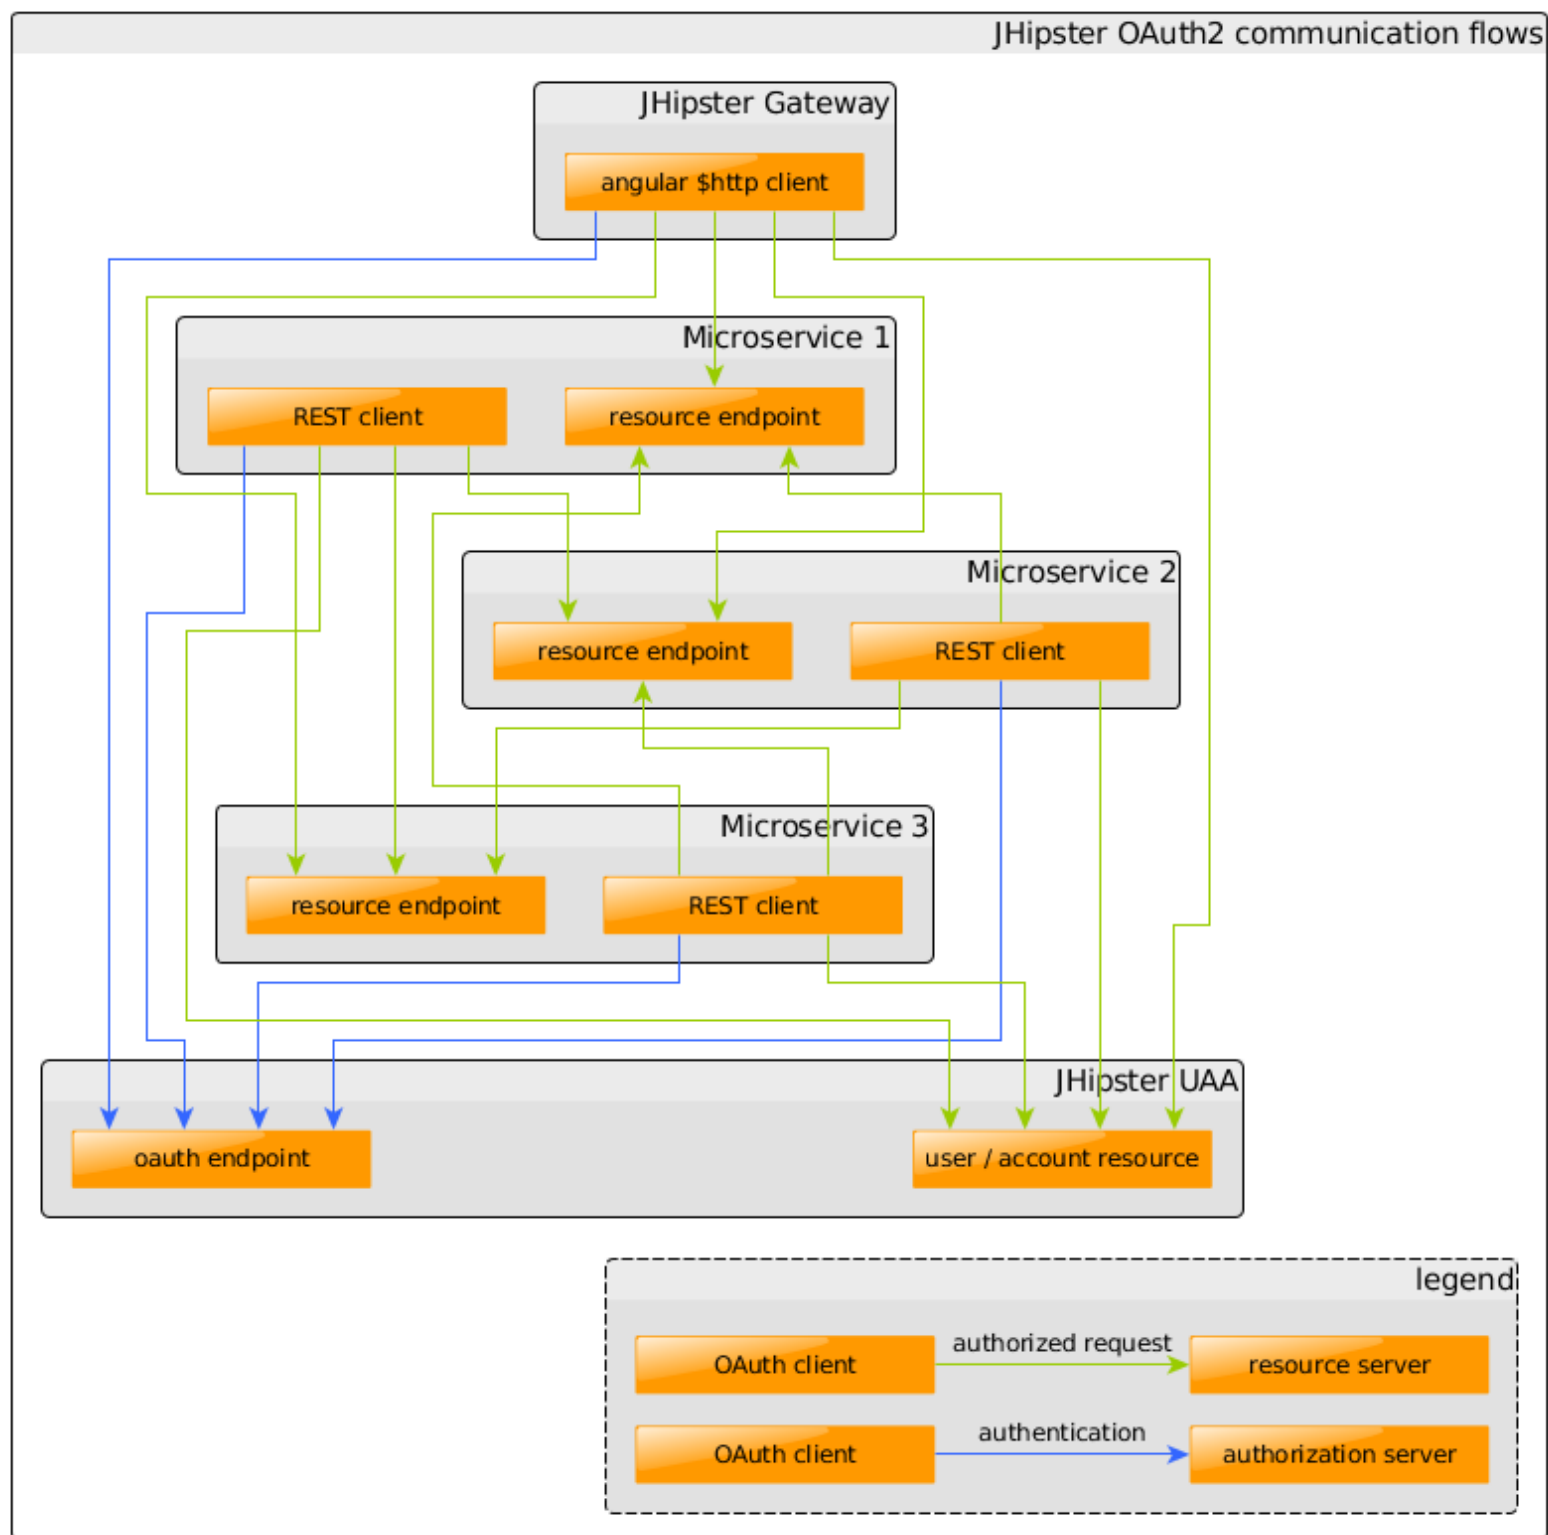 JHipster OAuth2 communication flows
JHipster Gateway
angular $http client
Microservice 1
REST client
resource endpoint
Microservice 2
resource endpoint
REST client
Microservice 3
resource endpoint
REST client
JHipster UAA
oauth endpoint
user / account resource
legend
OAuth client
authorized request
resource server
OAuth client
authentication
authorization server